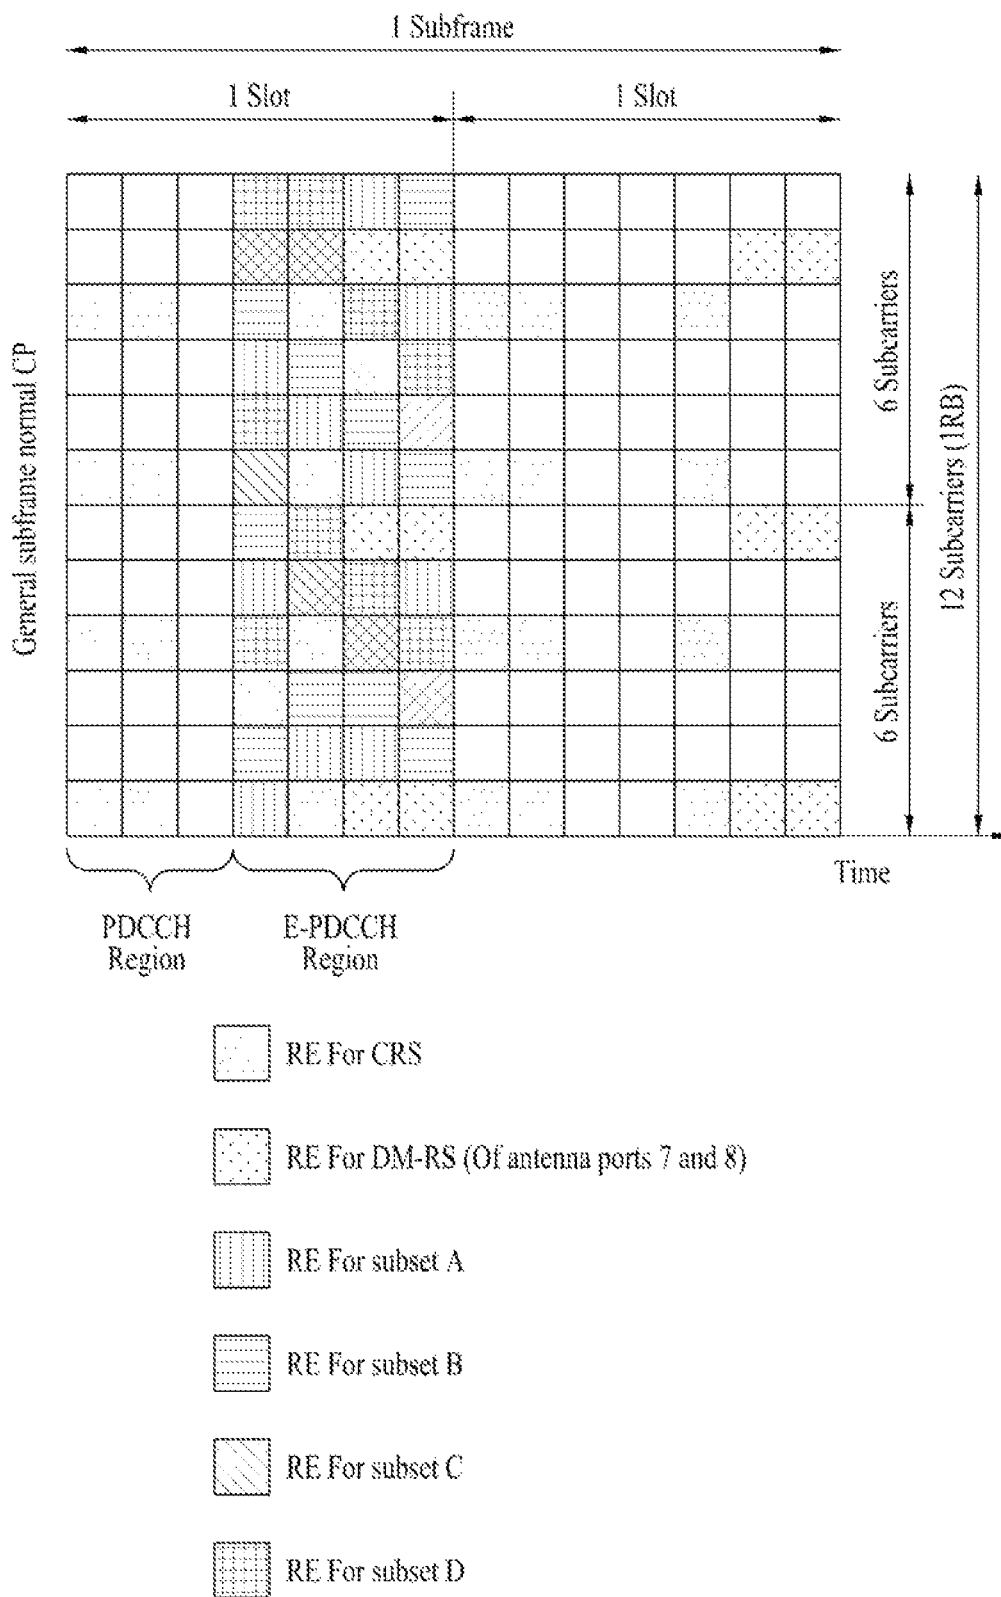 1 Subframe
1 Slot
1 Slot
General subframe normal CP
6 Subcarriers
6 Subcarriers
12 Subcarriers (1RB)
Time
PDCCH
Region
E-PDCCH
Region
RE For CRS
RE For DM-RS (Of antenna ports 7 and 8)
RE For subset A
RE For subset B
RE For subset C
RE For subset D